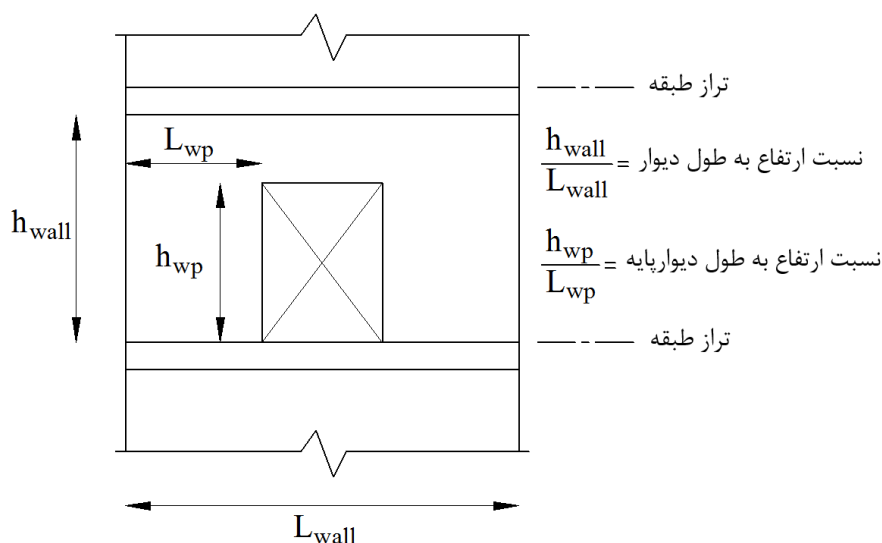 تراز طبقه
L_wp
نسبت ارتفاع به طول دیوار = h_wall / L_wall
h_wall
h_wp
نسبت ارتفاع به طول دیوارپایه = h_wp / L_wp
تراز طبقه
L_wall